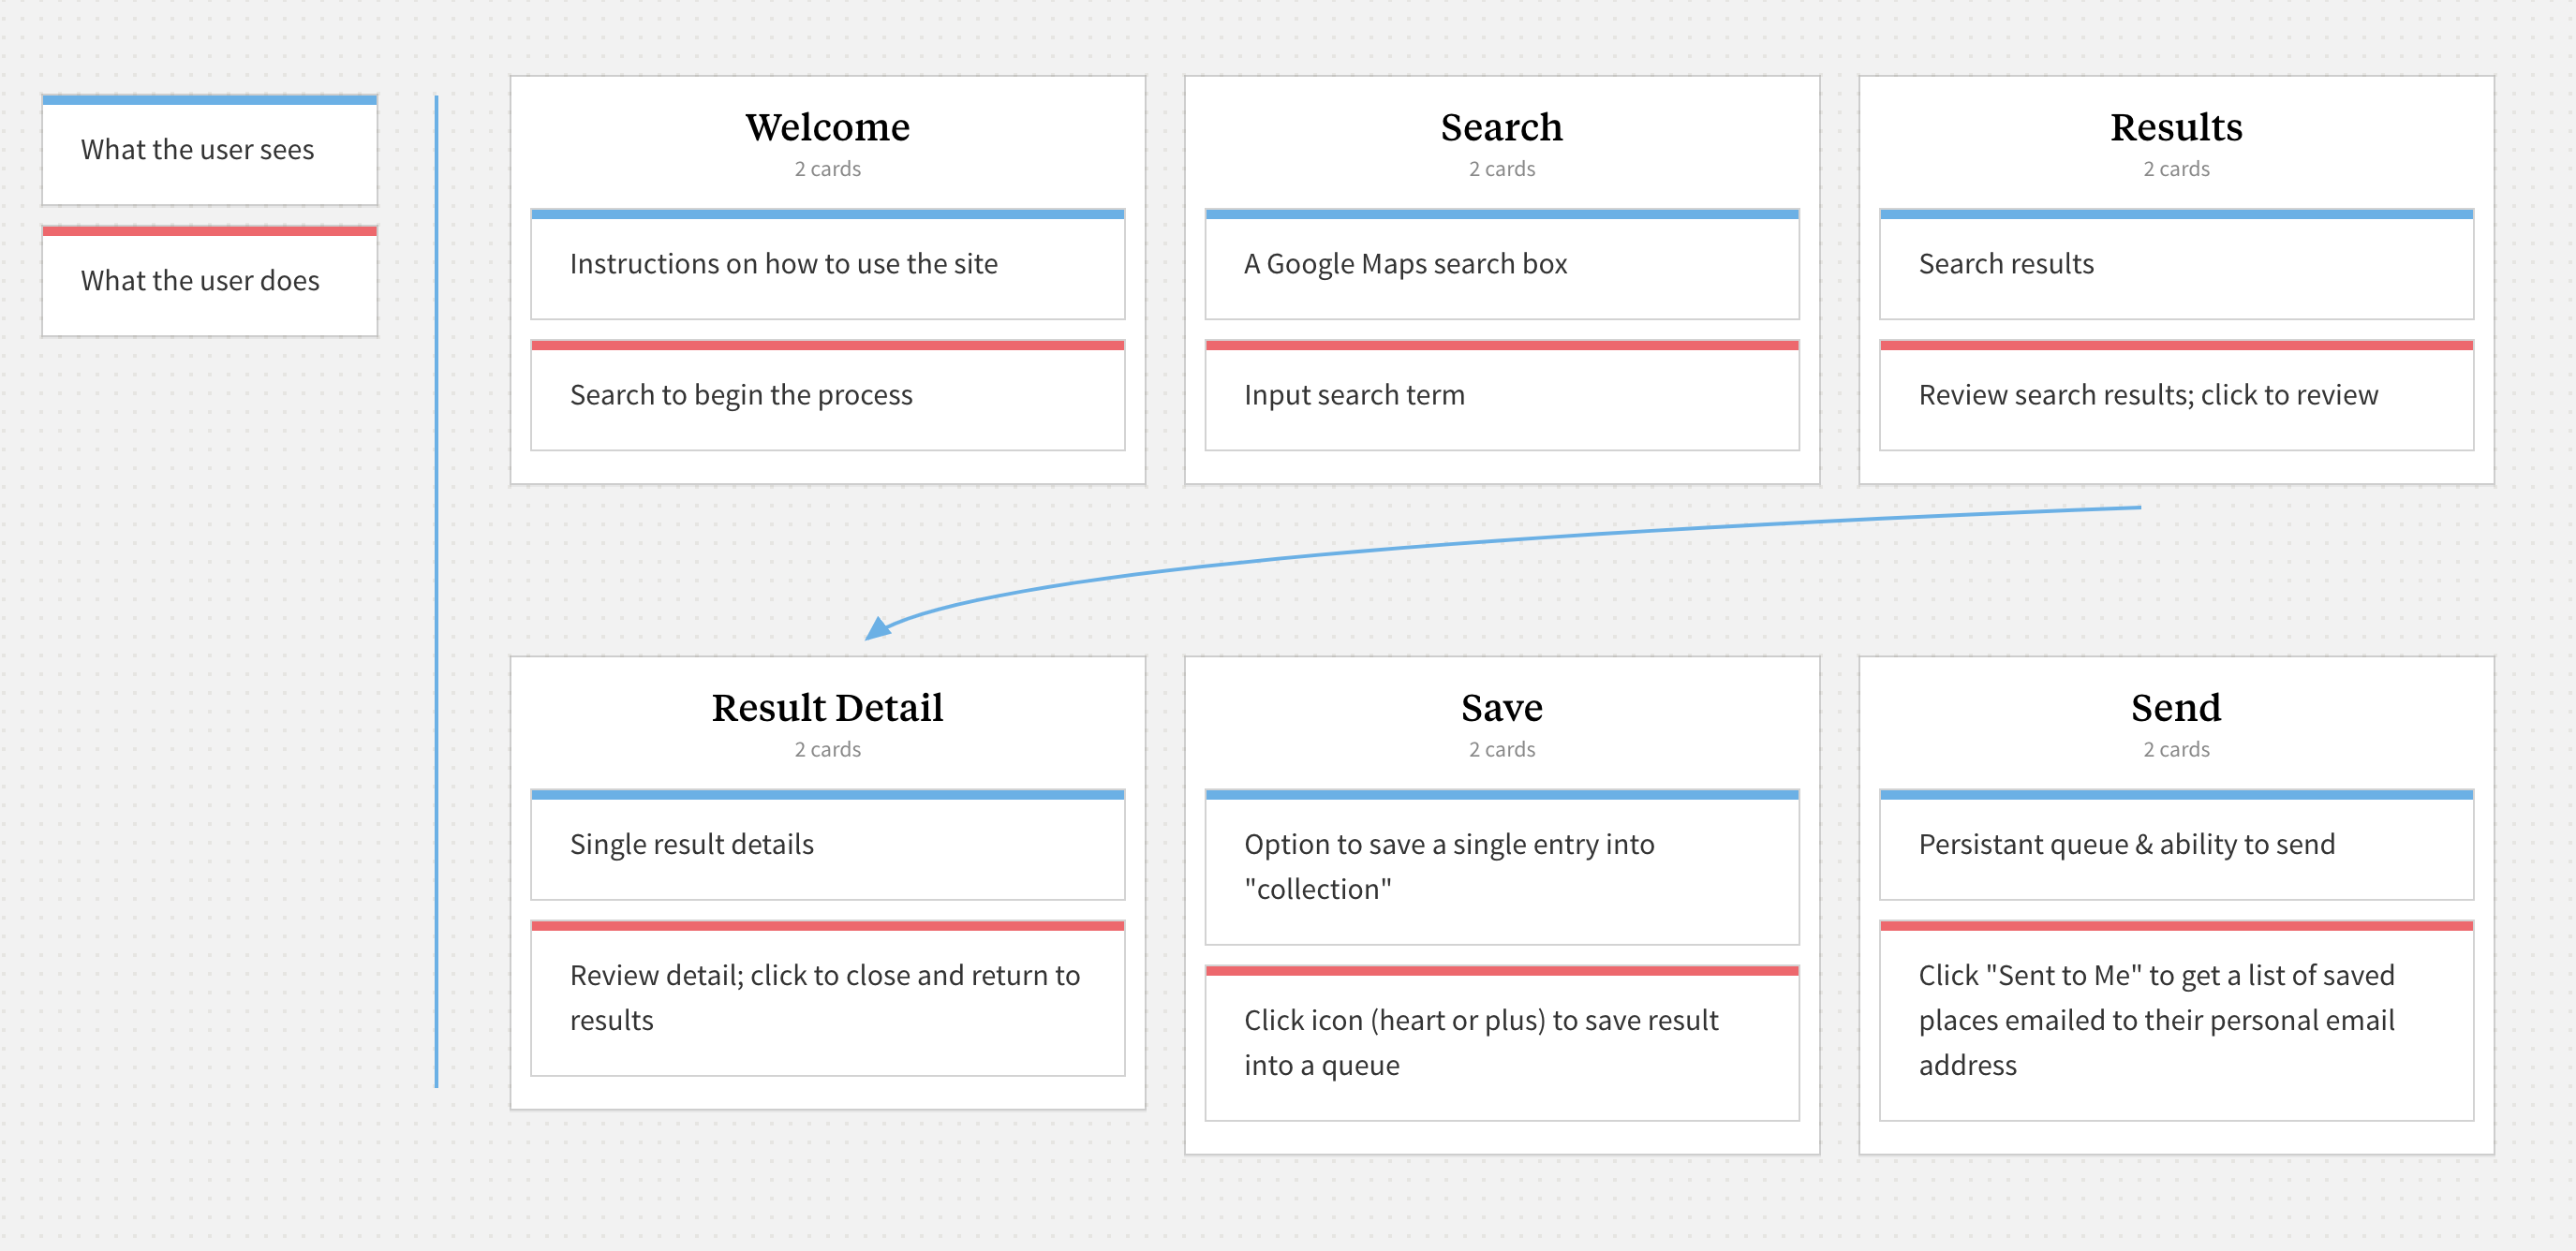 What the user sees
What the user does
Welcome
2 cards
Instructions on how to use the site
Search to begin the process
Search
2 cards
A Google Maps search box
Input search term
Results
2 cards
Search results
Review search results; click to review
Result Detail
2 cards
Single result details
Review detail; click to close and return to
results
Save
2 cards
Option to save a single entry into
"collection"
Click icon (heart or plus) to save result
into a queue
Send
2 cards
Persistant queue & ability to send
Click "Sent to Me" to get a list of saved
places emailed to their personal email
address